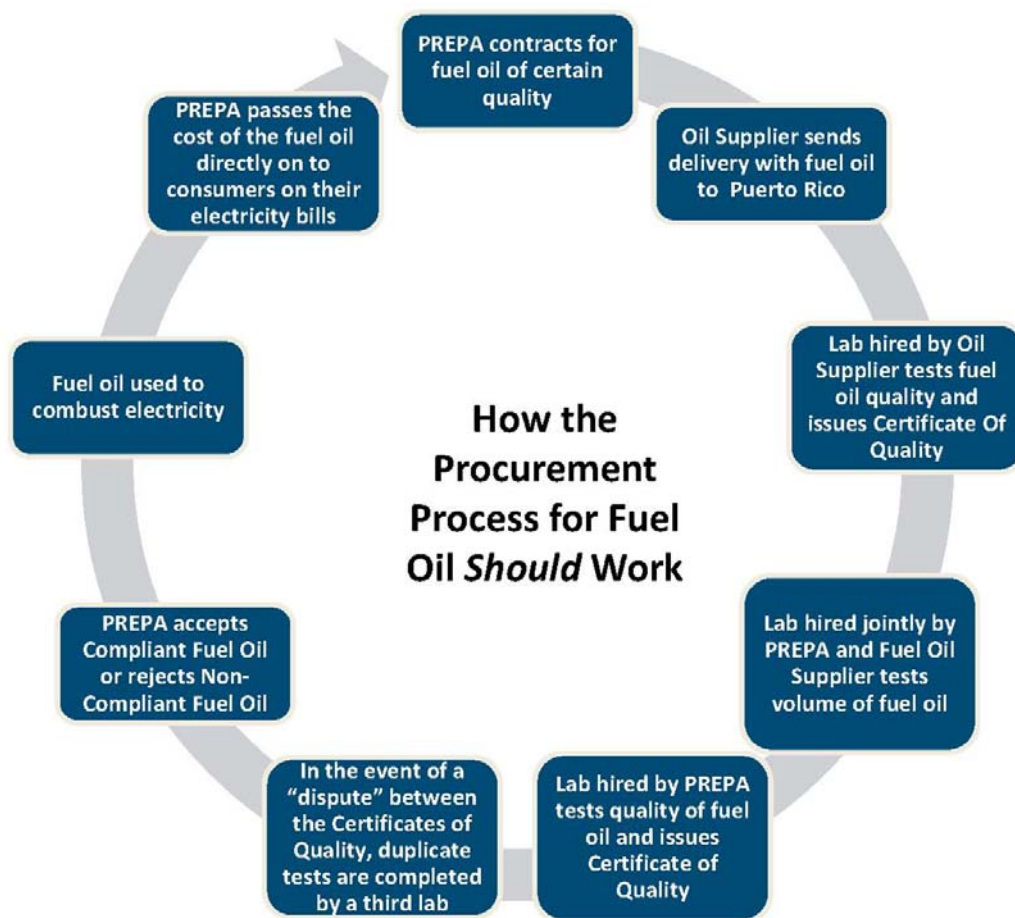 PREPA contracts for
fuel oil of certain
quality
Oil Supplier sends
delivery with fuel oil
to Puerto Rico
Lab hired by Oil
Supplier tests fuel
oil quality and
issues Certificate Of
Quality
Lab hired jointly by
PREPA and Fuel Oil
Supplier tests
volume of fuel oil
Lab hired by PREPA
tests quality of fuel
oil and issues
Certificate of
Quality
In the event of a
“dispute” between
the Certificates of
Quality, duplicate
tests are completed
by a third lab
PREPA accepts
Compliant Fuel Oil
or rejects Non-
Compliant Fuel Oil
Fuel oil used to
combust electricity
PREPA passes the
cost of the fuel oil
directly on to
consumers on their
electricity bills
How the
Procurement
Process for Fuel
Oil Should Work